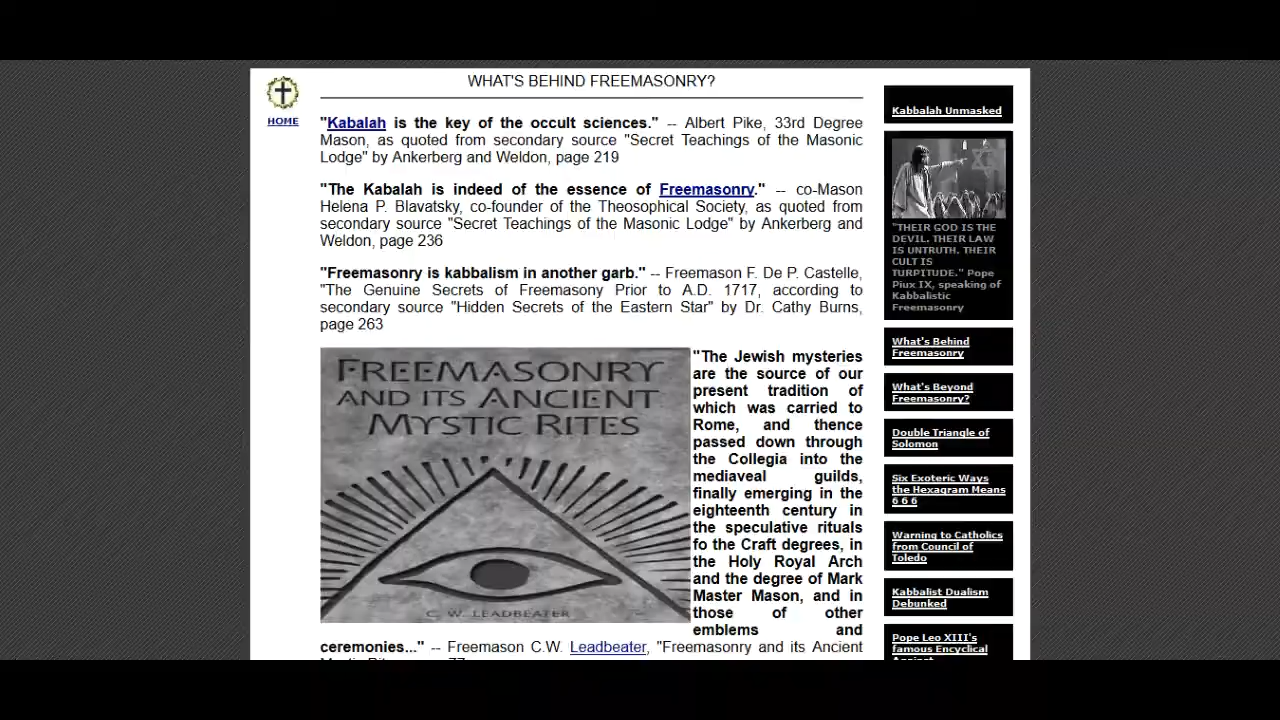 WHAT'S BEHIND FREEMASONRY?
HOME
"Kabalah is the key of the occult sciences." -- Albert Pike, 33rd Degree
Mason, as quoted from secondary source "Secret Teachings of the Masonic
Lodge" by Ankerberg and Weldon, page 219
"The Kabalah is indeed of the essence of Freemasonry." -- co-Mason
Helena P. Blavatsky, co-founder of the Theosophical Society, as quoted from
secondary source "Secret Teachings of the Masonic Lodge" by Ankerberg and
Weldon, page 236
"Freemasonry is kabbalism in another garb." -- Freemason F. De P. Castelle,
"The Genuine Secrets of Freemasony Prior to A.D. 1717, according to
secondary source "Hidden Secrets of the Eastern Star" by Dr. Cathy Burns,
page 263
FREEMASONRY
AND ITS ANCIENT
MYSTIC RITES
C. W. LEADBEATER
"The Jewish mysteries
are the source of our
present tradition of
which was carried to
Rome, and thence
passed down through
the Collegia into the
mediaveal guilds,
finally emerging in the
eighteenth century in
the speculative rituals
fo the Craft degrees, in
the Holy Royal Arch
and the degree of Mark
Master Mason, and in
those of other
emblems and
ceremonies..." -- Freemason C.W. Leadbeater, "Freemasonry and its Ancient
Kabbalah Unmasked
"THEIR GOD IS THE
DEVIL. THEIR LAW
IS UNTRUTH. THEIR
CULT IS
TURPITUDE." Pope
Piux IX, speaking of
Kabbalistic
Freemasonry
What's Behind
Freemasonry
What's Beyond
Freemasonry?
Double Triangle of
Solomon
Six Exoteric Ways
the Hexagram Means
6 6 6
Warning to Catholics
from Council of
Toledo
Kabbalist Dualism
Debunked
Pope Leo XIII's
famous Encyclical